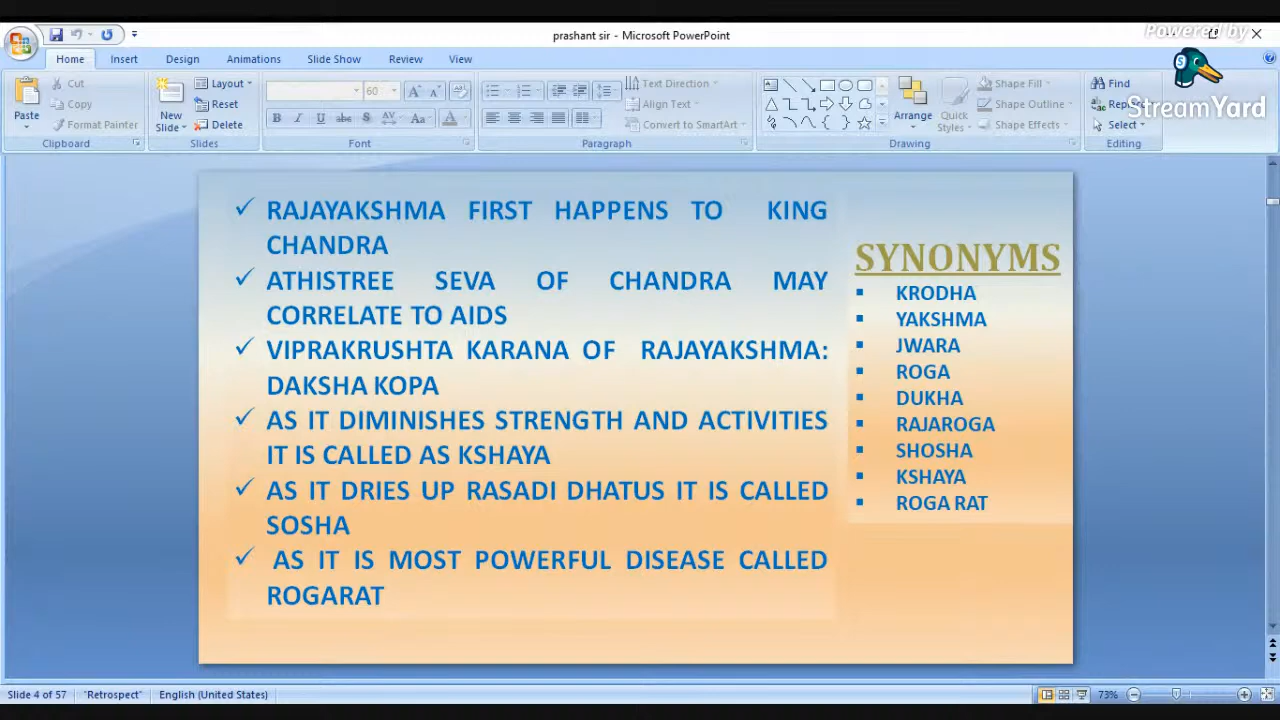 prashant sir - Microsoft PowerPoint
Powered by
StreamYard
Home Insert Design Animations Slide Show Review View
Paste
Cut
Copy
Format Painter
Clipboard
New
Slide
Layout
Reset
Delete
Slides
60
B I U abc S AV Aa A
Font
Text Direction
Align Text
Convert to SmartArt
Paragraph
Arrange
Quick
Styles
Shape Fill
Shape Outline
Shape Effects
Drawing
Find
Select
Editing
✓ RAJAYAKSHMA FIRST HAPPENS TO KING
CHANDRA
✓ ATHISTREE SEVA OF CHANDRA MAY
CORRELATE TO AIDS
✓ VIPRAKRUSHTA KARANA OF RAJAYAKSHMA:
DAKSHA KOPA
✓ AS IT DIMINISHES STRENGTH AND ACTIVITIES
IT IS CALLED AS KSHAYA
✓ AS IT DRIES UP RASADI DHATUS IT IS CALLED
SOSHA
✓ AS IT IS MOST POWERFUL DISEASE CALLED
ROGARAT
SYNONYMS
▪ KRODHA
▪ YAKSHMA
▪ JWARA
▪ ROGA
▪ DUKHA
▪ RAJAROGA
▪ SHOSHA
▪ KSHAYA
▪ ROGA RAT
Slide 4 of 57 "Retrospect" English (United States) 73%